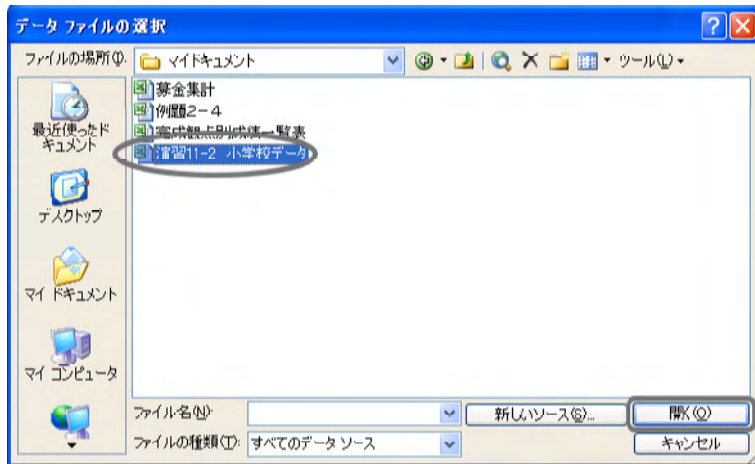 データ ファイルの選択
ファイルの場所(I):
マイドキュメント
ツール(L)
募金集計
例題2-4
完成観点別成績一覧表
演習11-2 小学校データ
最近使ったド
キュメント
デスクトップ
マイ ドキュメント
マイ コンピュータ
ファイル名(N):
新しいソース(S)...
開く(O)
ファイルの種類(T):
すべてのデータ ソース
キャンセル